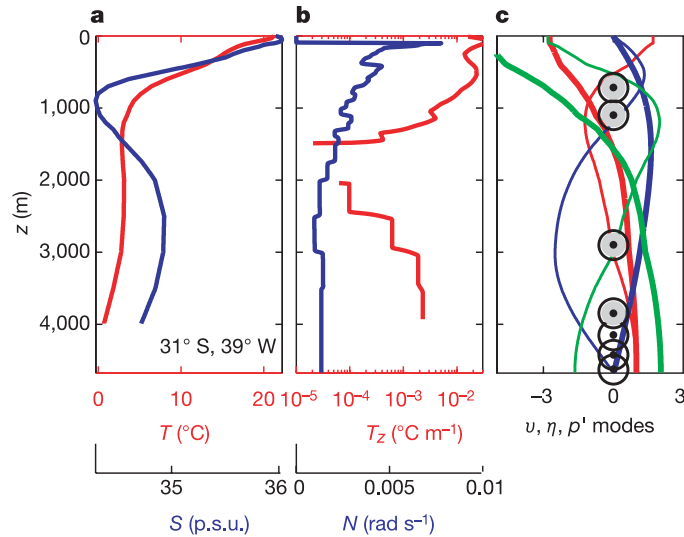 a
b
c
0
1,000
2,000
3,000
4,000
z (m)
31° S, 39° W
0
10
20
T (°C)
35
36
S (p.s.u.)
10⁻⁵
10⁻⁴
10⁻³
10⁻²
T_z (°C m⁻¹)
0
0.005
0.01
N (rad s⁻¹)
−3
0
3
υ, η, p' modes